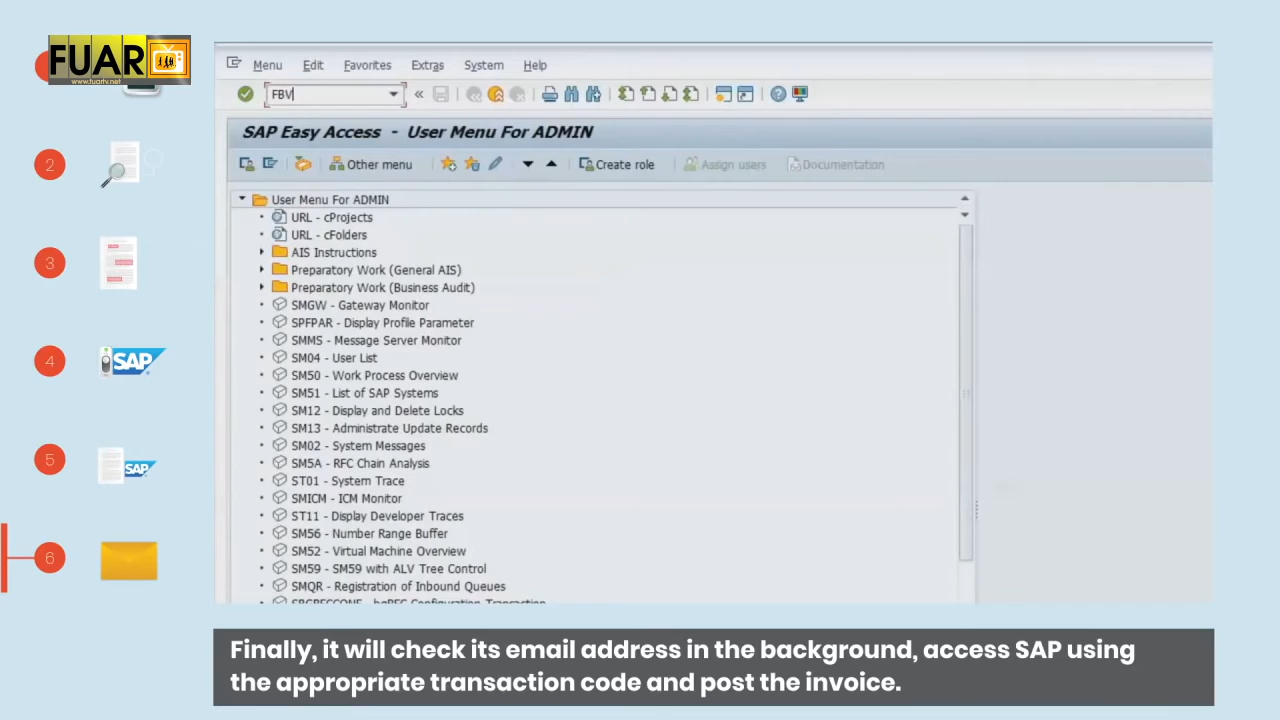 FUAR
www.fuartv.net
2
3
4
SAP
5
SAP
6
Menu Edit Favorites Extras System Help
FBV
SAP Easy Access - User Menu For ADMIN
Other menu Create role Assign users Documentation
User Menu For ADMIN
URL - cProjects
URL - cFolders
AIS Instructions
Preparatory Work (General AIS)
Preparatory Work (Business Audit)
SMGW - Gateway Monitor
SPFPAR - Display Profile Parameter
SMMS - Message Server Monitor
SM04 - User List
SM50 - Work Process Overview
SM51 - List of SAP Systems
SM12 - Display and Delete Locks
SM13 - Administrate Update Records
SM02 - System Messages
SM5A - RFC Chain Analysis
ST01 - System Trace
SMICM - ICM Monitor
ST11 - Display Developer Traces
SM56 - Number Range Buffer
SM52 - Virtual Machine Overview
SM59 - SM59 with ALV Tree Control
SMQR - Registration of Inbound Queues
Finally, it will check its email address in the background, access SAP using
the appropriate transaction code and post the invoice.